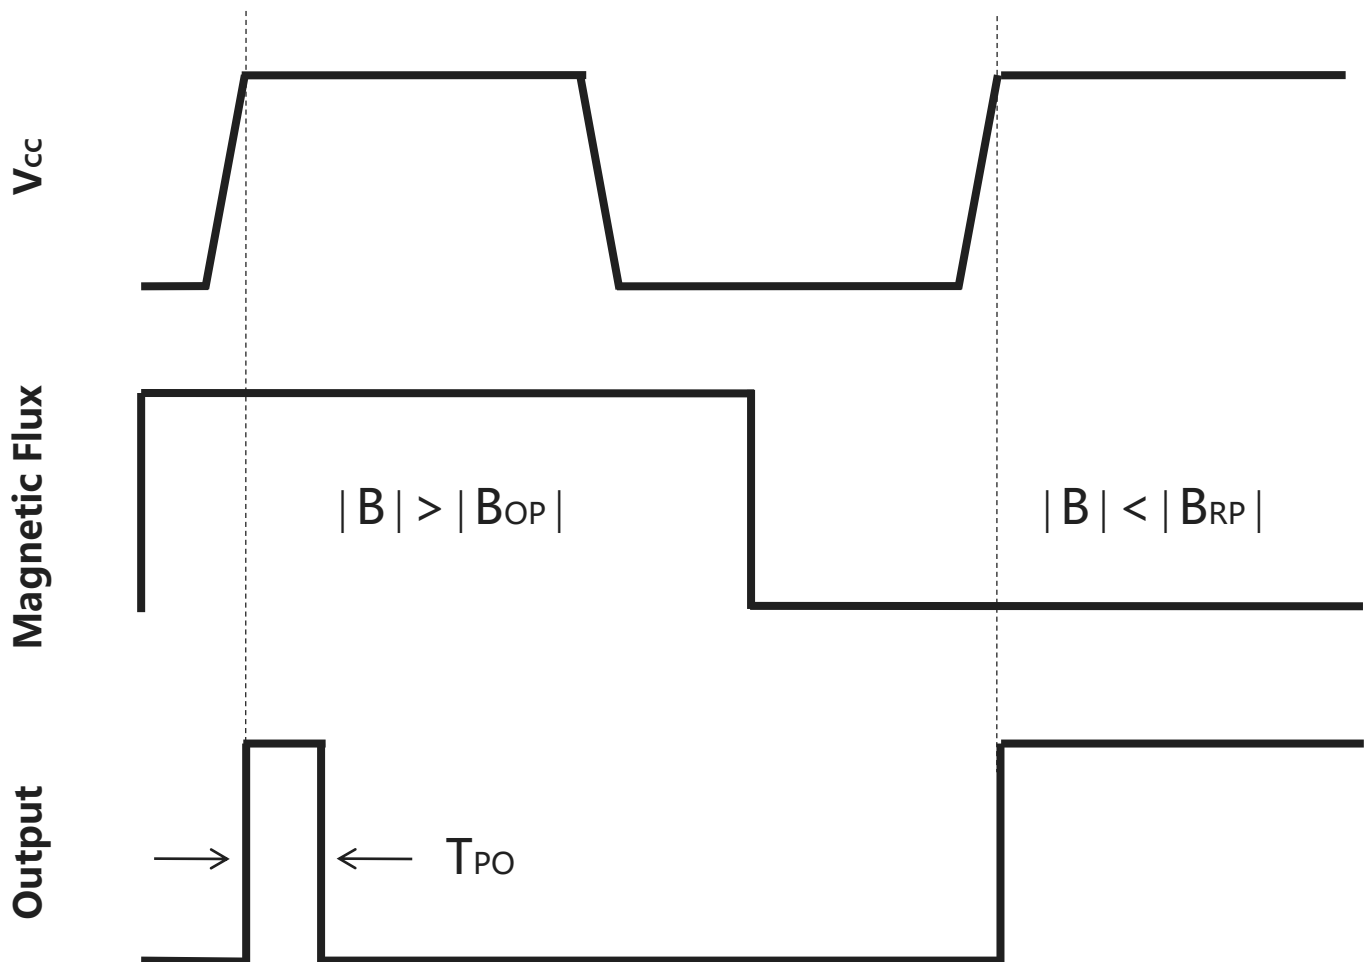 Vcc
Magnetic Flux
|B| > |BOP|
|B| < |BRP|
Output
TPO